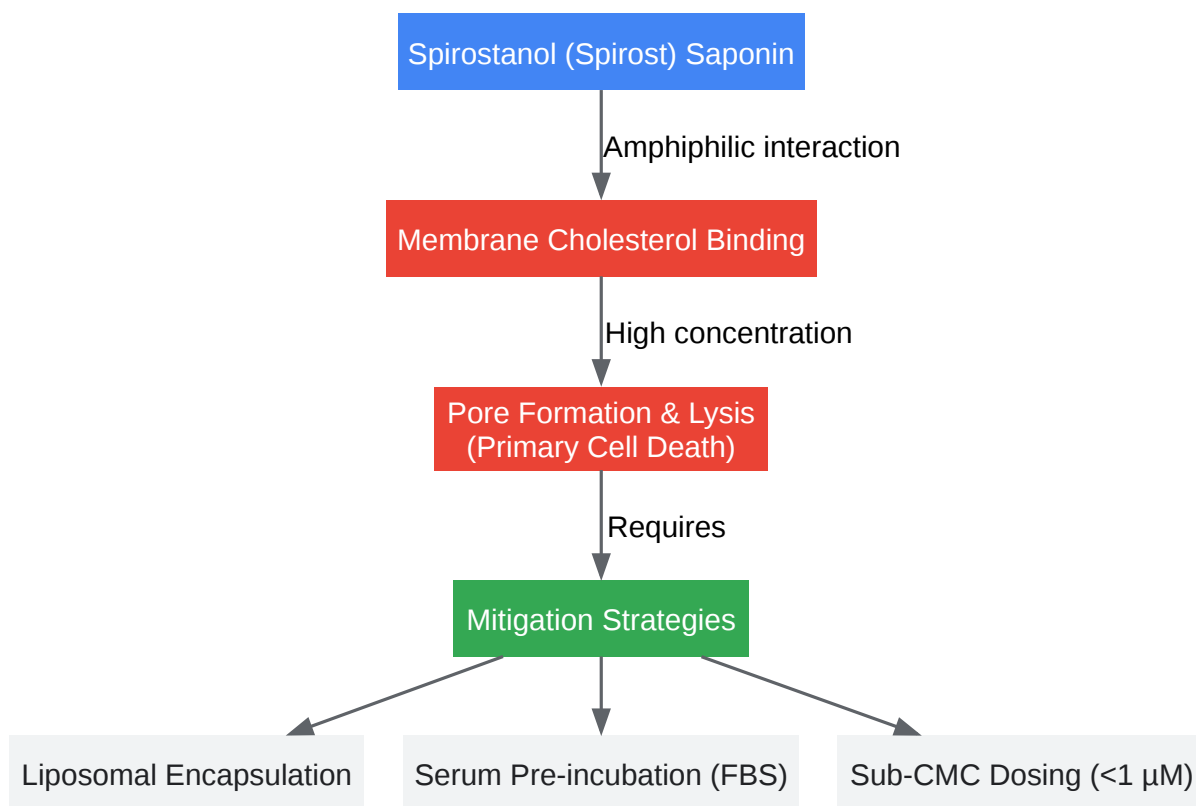 Spirostanol (Spirost) Saponin
Amphiphilic interaction
Membrane Cholesterol Binding
High concentration
Pore Formation & Lysis
(Primary Cell Death)
Requires
Mitigation Strategies
Liposomal Encapsulation
Serum Pre-incubation (FBS)
Sub-CMC Dosing (<1 µM)